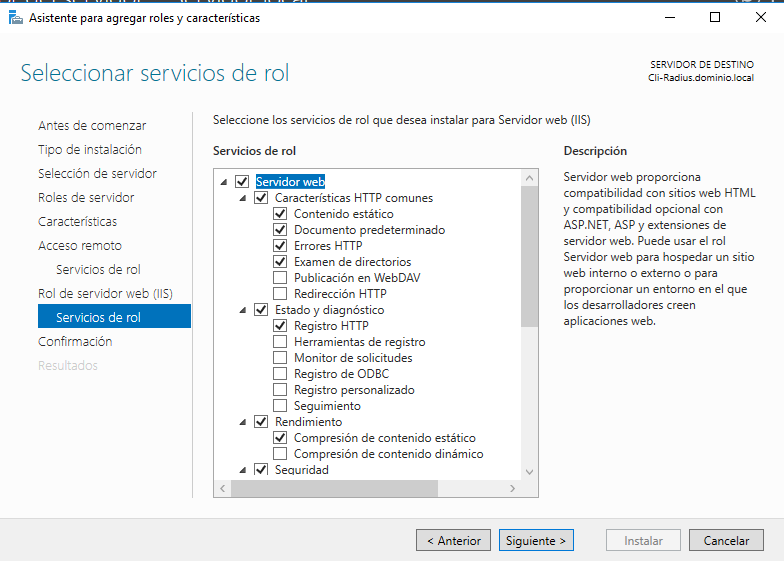 Asistente para agregar roles y características
Seleccionar servicios de rol
SERVIDOR DE DESTINO
Cli-Radius.dominio.local
Antes de comenzar
Tipo de instalación
Selección de servidor
Roles de servidor
Características
Acceso remoto
Servicios de rol
Rol de servidor web (IIS)
Servicios de rol
Confirmación
Resultados
Seleccione los servicios de rol que desea instalar para Servidor web (IIS)
Servicios de rol
Servidor web
Características HTTP comunes
Contenido estático
Documento predeterminado
Errores HTTP
Examen de directorios
Publicación en WebDAV
Redirección HTTP
Estado y diagnóstico
Registro HTTP
Herramientas de registro
Monitor de solicitudes
Registro de ODBC
Registro personalizado
Seguimiento
Rendimiento
Compresión de contenido estático
Compresión de contenido dinámico
Seguridad
Descripción
Servidor web proporciona
compatibilidad con sitios web HTML
y compatibilidad opcional con
ASP.NET, ASP y extensiones de
servidor web. Puede usar el rol
Servidor web para hospedar un sitio
web interno o externo o para
proporcionar un entorno en el que
los desarrolladores creen
aplicaciones web.
< Anterior
Siguiente >
Instalar
Cancelar